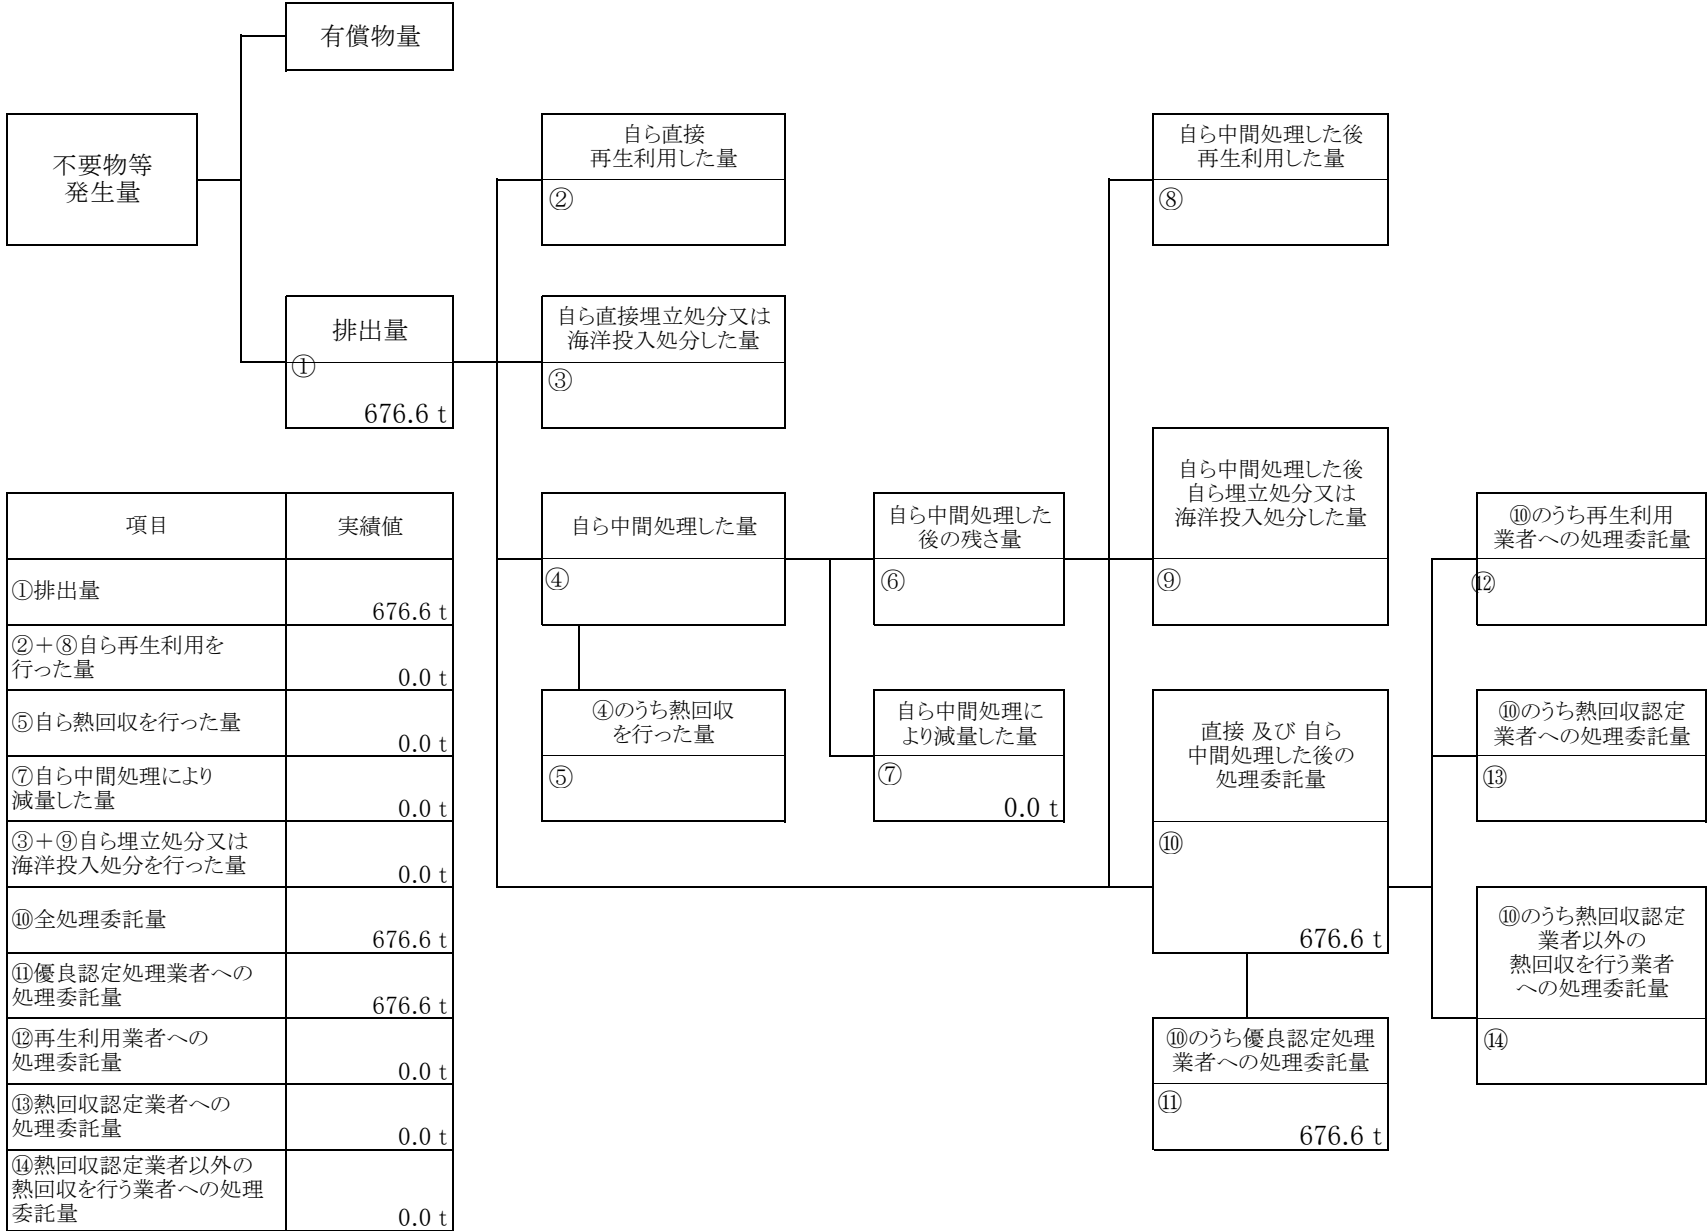 有償物量
不要物等
発生量
排出量
①
676.6 t
自ら直接
再生利用した量
②
自ら直接埋立処分又は
海洋投入処分した量
③
自ら中間処理した量
④
④のうち熱回収
を行った量
⑤
自ら中間処理した
後の残さ量
⑥
自ら中間処理に
より減量した量
⑦
0.0 t
自ら中間処理した後
再生利用した量
⑧
自ら中間処理した後
自ら埋立処分又は
海洋投入処分した量
⑨
直接 及び 自ら
中間処理した後の
処理委託量
⑩
676.6 t
⑩のうち優良認定処理
業者への処理委託量
⑪
676.6 t
⑩のうち再生利用
業者への処理委託量
⑫
⑩のうち熱回収認定
業者への処理委託量
⑬
⑩のうち熱回収認定
業者以外の
熱回収を行う業者
への処理委託量
⑭
項目 実績値
①排出量
676.6 t
②+⑧自ら再生利用を
行った量
0.0 t
⑤自ら熱回収を行った量
0.0 t
⑦自ら中間処理により
減量した量
0.0 t
③+⑨自ら埋立処分又は
海洋投入処分を行った量
0.0 t
⑩全処理委託量
676.6 t
⑪優良認定処理業者への
処理委託量
676.6 t
⑫再生利用業者への
処理委託量
0.0 t
⑬熱回収認定業者への
処理委託量
0.0 t
⑭熱回収認定業者以外の
熱回収を行う業者への処理
委託量
0.0 t